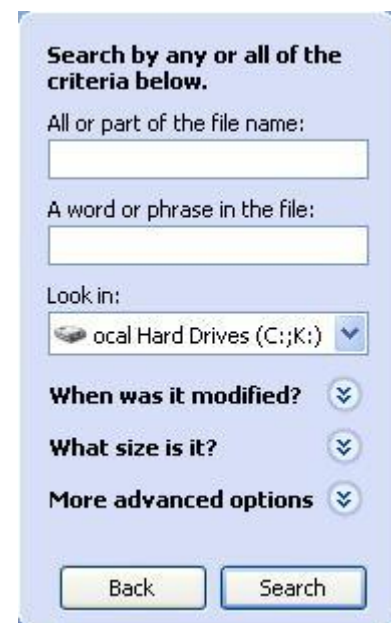 Search by any or all of the
criteria below.
All or part of the file name:
A word or phrase in the file:
Look in:
ocal Hard Drives (C:;K:)
When was it modified?
What size is it?
More advanced options
Back
Search